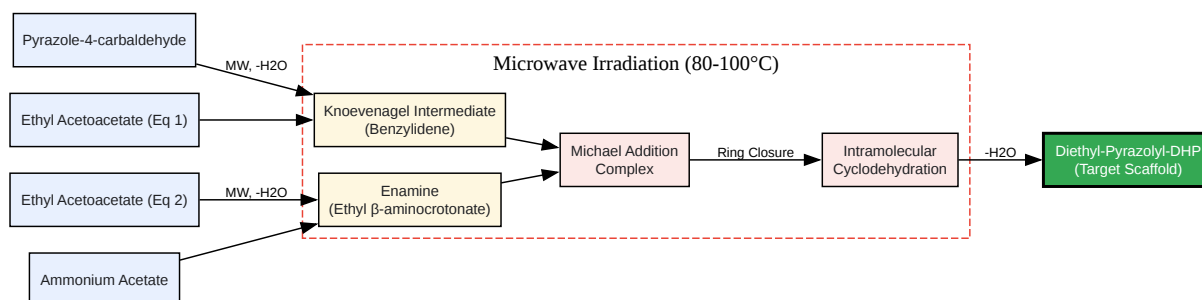 Pyrazole-4-carbaldehyde
MW, -H2O
Microwave Irradiation (80-100°C)
Ethyl Acetoacetate (Eq 1)
Knoevenagel Intermediate
(Benzylidene)
Michael Addition
Complex
Ring Closure
Intramolecular
Cyclodehydration
-H2O
Diethyl-Pyrazolyl-DHP
(Target Scaffold)
Ethyl Acetoacetate (Eq 2)
MW, -H2O
Enamine
(Ethyl β-aminocrotonate)
Ammonium Acetate